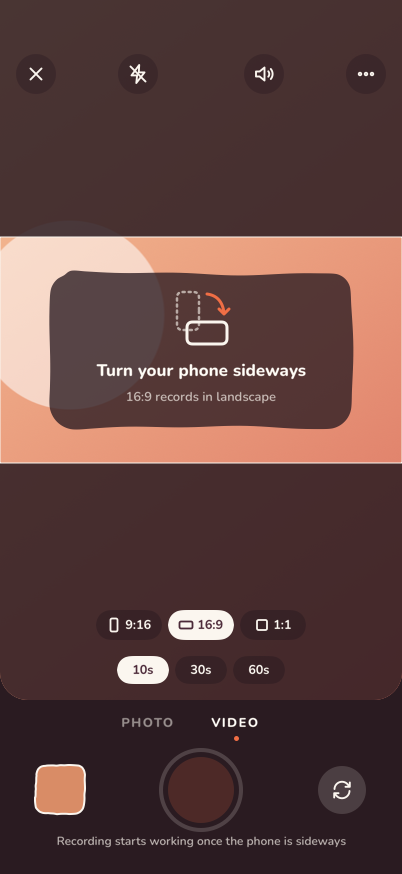 Turn your phone sideways
16:9 records in landscape
9:16 16:9 1:1
10s 30s 60s
PHOTO VIDEO
Recording starts working once the phone is sideways